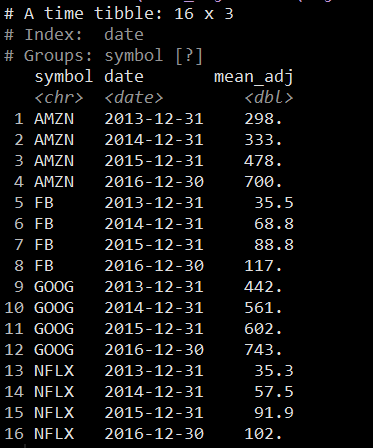 # A time tibble: 16 x 3
# Index:  date
# Groups: symbol [?]
   symbol date       mean_adj
   <chr>  <date>        <dbl>
 1 AMZN   2013-12-31    298.
 2 AMZN   2014-12-31    333.
 3 AMZN   2015-12-31    478.
 4 AMZN   2016-12-30    700.
 5 FB     2013-12-31     35.5
 6 FB     2014-12-31     68.8
 7 FB     2015-12-31     88.8
 8 FB     2016-12-30    117.
 9 GOOG   2013-12-31    442.
10 GOOG   2014-12-31    561.
11 GOOG   2015-12-31    602.
12 GOOG   2016-12-30    743.
13 NFLX   2013-12-31     35.3
14 NFLX   2014-12-31     57.5
15 NFLX   2015-12-31     91.9
16 NFLX   2016-12-30    102.